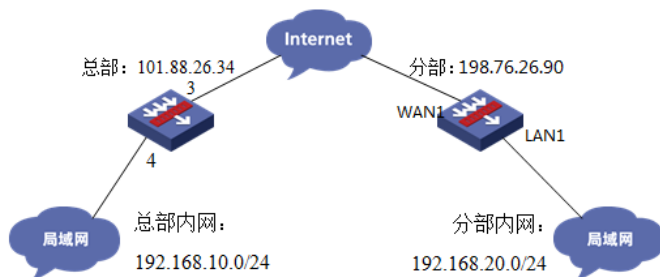 Internet
总部：101.88.26.34
分部：198.76.26.90
3
4
WAN1
LAN1
局域网
总部内网：
192.168.10.0/24
分部内网：
192.168.20.0/24
局域网